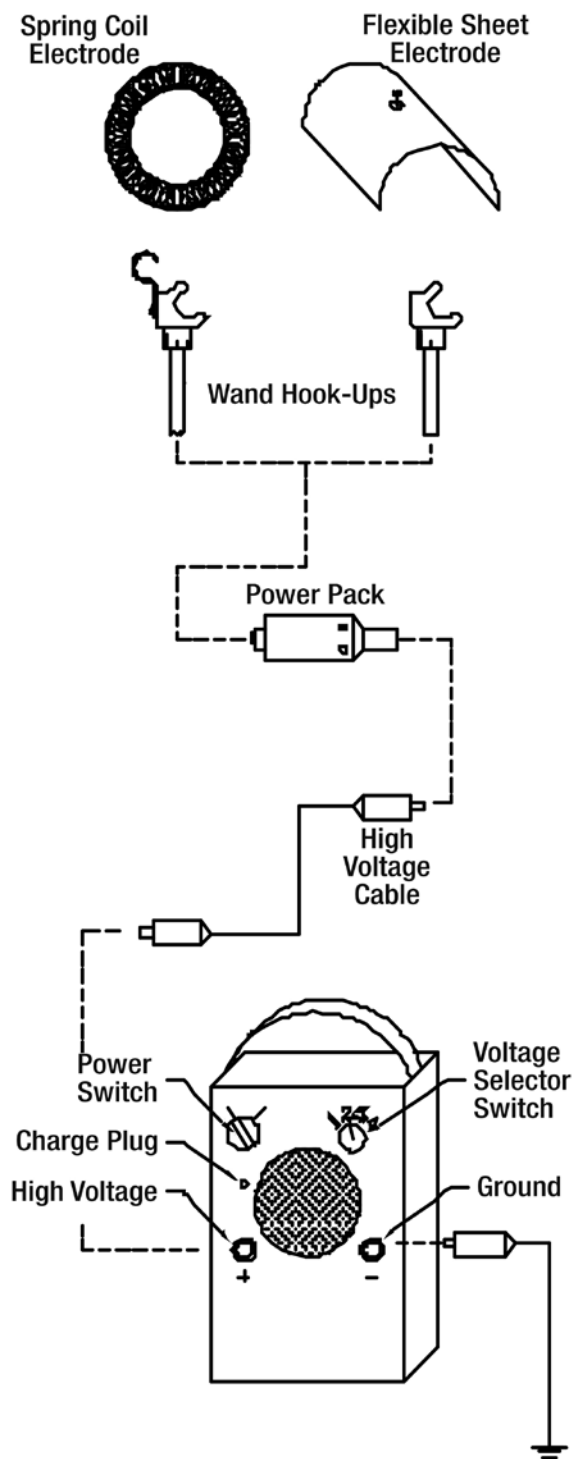 Spring Coil
Electrode
Flexible Sheet
Electrode
Wand Hook-Ups
Power Pack
High
Voltage
Cable
Power
Switch
Voltage
Selector
Switch
Charge Plug
High Voltage
Ground
+
-